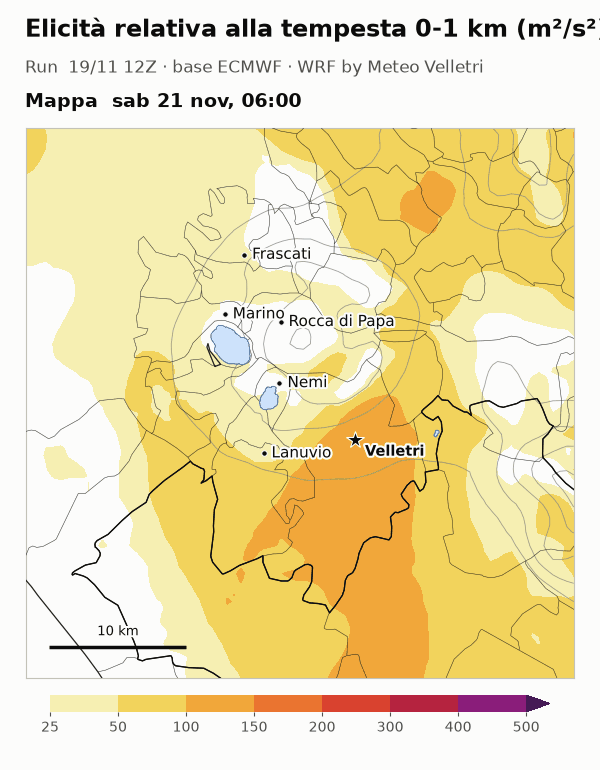 Elicità relativa alla tempesta 0-1 km (m²/s²)
Run  19/11 12Z · base ECMWF · WRF by Meteo Velletri
Mappa  sab 21 nov, 06:00
Frascati
Marino
Rocca di Papa
Nemi
Lanuvio
Velletri
10 km
25 50 100 150 200 300 400 500